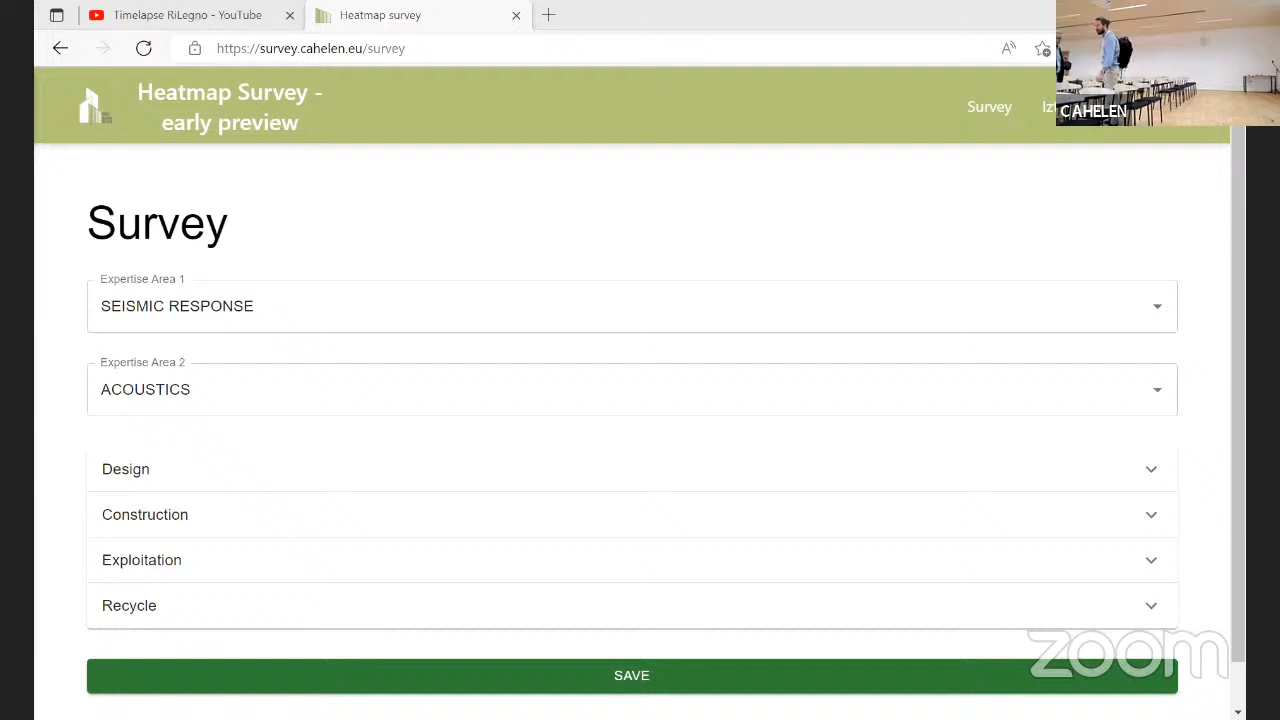 Timelapse RiLegno - YouTube
Heatmap survey
https://survey.cahelen.eu/survey
Heatmap Survey -
early preview
Survey
CAHELEN
Survey
Expertise Area 1
SEISMIC RESPONSE
Expertise Area 2
ACOUSTICS
Design
Construction
Exploitation
Recycle
SAVE
zoom